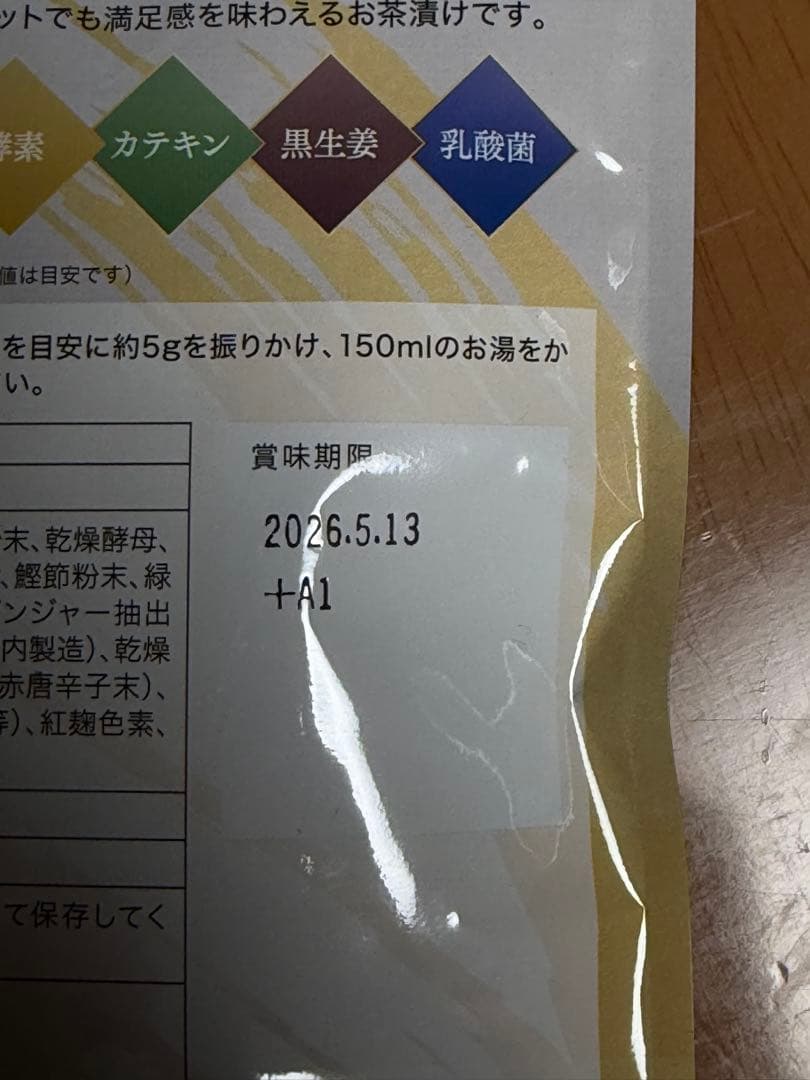 ットでも満足感を味わえるお茶漬けです。
酵素
カテキン
黒生姜
乳酸菌
値は目安です)
を目安に約5gを振りかけ、150mlのお湯をか
い。
賞味期限
2026.5.13
+A1
末、乾燥酵母、
、鰹節粉末、緑
ンジャー抽出
内製造)、乾燥
赤唐辛子末)、
等)、紅麹色素、
て保存してく